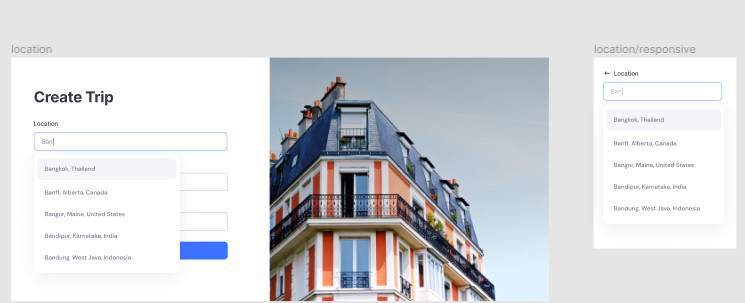 location
Create Trip
Location
Ban
Bangkok, Thailand
Banff, Alberta, Canada
Bangor, Maine, United States
Bandipur, Karnataka, India
Bandung, West Java, Indonesia
location/responsive
Location
Ban
Bangkok, Thailand
Banff, Alberta, Canada
Bangor, Maine, United States
Bandipur, Karnataka, India
Bandung, West Java, Indonesia